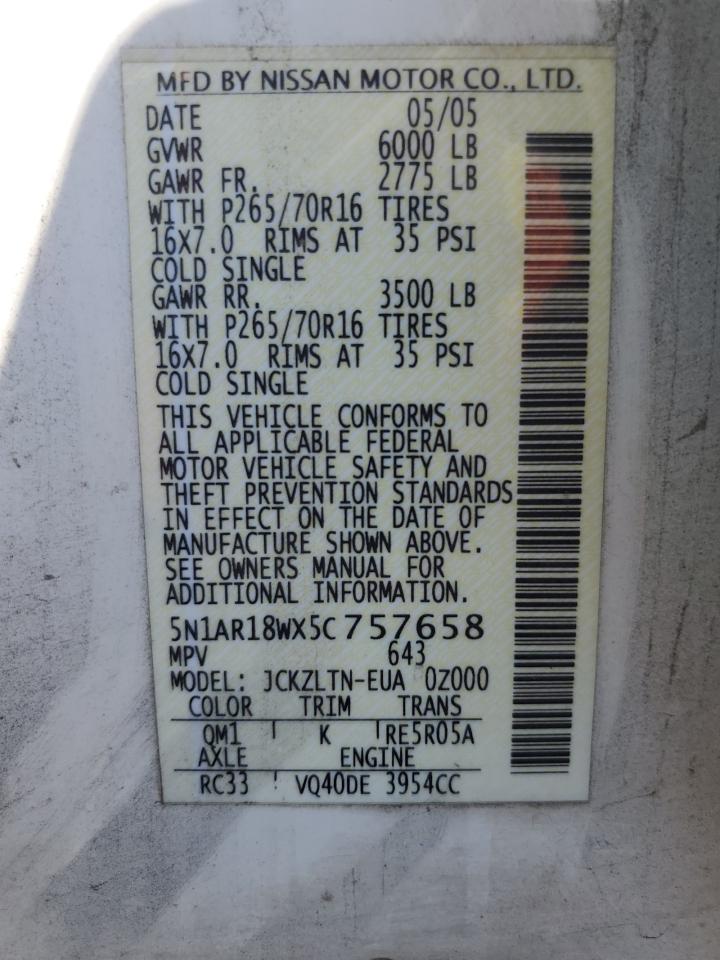 MFD BY NISSAN MOTOR CO., LTD.
DATE 05/05
GVWR 6000 LB
GAWR FR. 2775 LB
WITH P265/70R16 TIRES
16X7.0 RIMS AT 35 PSI
COLD SINGLE
GAWR RR. 3500 LB
WITH P265/70R16 TIRES
16X7.0 RIMS AT 35 PSI
COLD SINGLE
THIS VEHICLE CONFORMS TO
ALL APPLICABLE FEDERAL
MOTOR VEHICLE SAFETY AND
THEFT PREVENTION STANDARDS
IN EFFECT ON THE DATE OF
MANUFACTURE SHOWN ABOVE.
SEE OWNERS MANUAL FOR
ADDITIONAL INFORMATION.
5N1AR18WX5C757658
MPV 643
MODEL: JCKZLTN-EUA 0Z000
COLOR TRIM TRANS
QM1 K RE5R05A
AXLE ENGINE
RC33 VQ40DE 3954CC